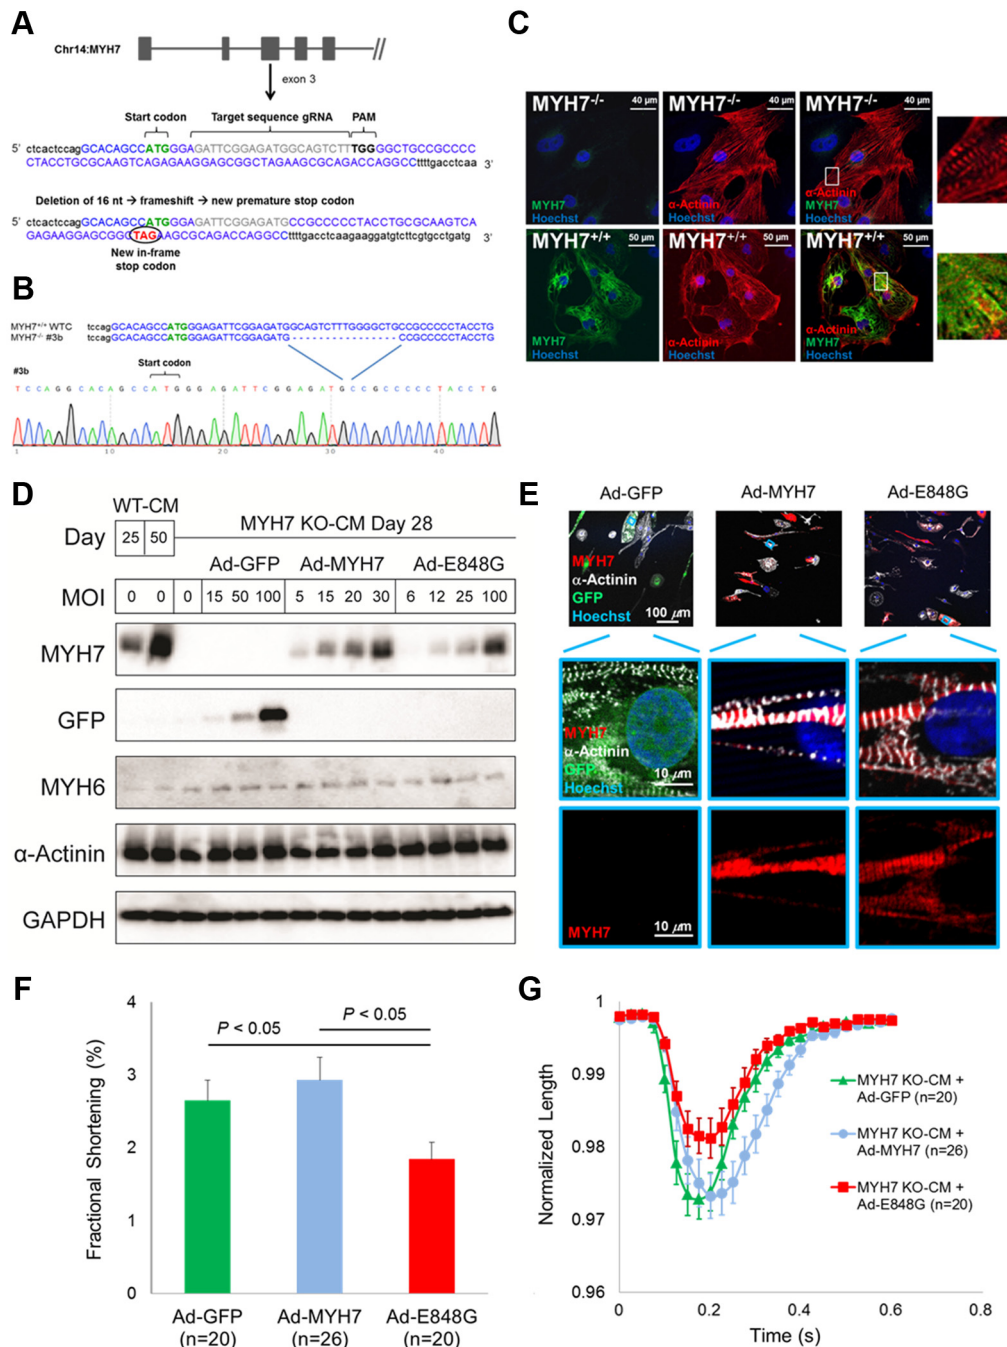 A
Chr14:MYH7
exon 3
Start codon
Target sequence gRNA
PAM
5' ctcactccagGCACAGCCATGGGAGATTCGGAGATGGCAGTCTTTGGGGCTGCCGCCCCC
CTACCTGCGCAAGTCAGAGAAGGAGCGGCTAGAAGCGCAGACCAGGCCttttgacctcaa 3'
Deletion of 16 nt → frameshift → new premature stop codon
5' ctcactccagGCACAGCCATGGGAGATTCGGAGATGCCGCCCCCTACCTGCGCAAGTCA
GAGAAGGAGCGGCTAGAAGCGCAGACCAGGCCttttgacctcaagaaggatgtcttcgtgcctgatg 3'
New in-frame
stop codon
B
MYH7+/+ WTC tccagGCACAGCCATGGGAGATTCGGAGATGGCAGTCTTTGGGGCTGCCGCCCCCTACCTG
MYH7-/- #3b tccagGCACAGCCATGGGAGATTCGGAGATG----------------CCGCCCCCTACCTG
#3b
Start codon
T C C A G G C A C A G C C A T G G G A G A T T C G G A G A T G C C G C C C C C T A C C T G
1 10 20 30 40
C
MYH7-/- 40 µm
MYH7
Hoechst
MYH7-/- 40 µm
α-Actinin
Hoechst
MYH7-/- 40 µm
α-Actinin
MYH7
Hoechst
MYH7+/+ 50 µm
MYH7
Hoechst
MYH7+/+ 50 µm
α-Actinin
Hoechst
MYH7+/+ 50 µm
α-Actinin
MYH7
Hoechst
D
WT-CM
Day 25 50 MYH7 KO-CM Day 28
Ad-GFP Ad-MYH7 Ad-E848G
MOI 0 0 0 15 50 100 5 15 20 30 6 12 25 100
MYH7
GFP
MYH6
α-Actinin
GAPDH
E
Ad-GFP Ad-MYH7 Ad-E848G
MYH7
α-Actinin
GFP
Hoechst
100 µm
MYH7
α-Actinin
GFP
Hoechst
10 µm
MYH7
10 µm
F
Fractional Shortening (%)
4
3
2
1
0
P < 0.05
P < 0.05
Ad-GFP
(n=20)
Ad-MYH7
(n=26)
Ad-E848G
(n=20)
G
Normalized Length
1
0.99
0.98
0.97
0.96
0 0.2 0.4 0.6 0.8
Time (s)
MYH7 KO-CM +
Ad-GFP (n=20)
MYH7 KO-CM +
Ad-MYH7 (n=26)
MYH7 KO-CM +
Ad-E848G (n=20)